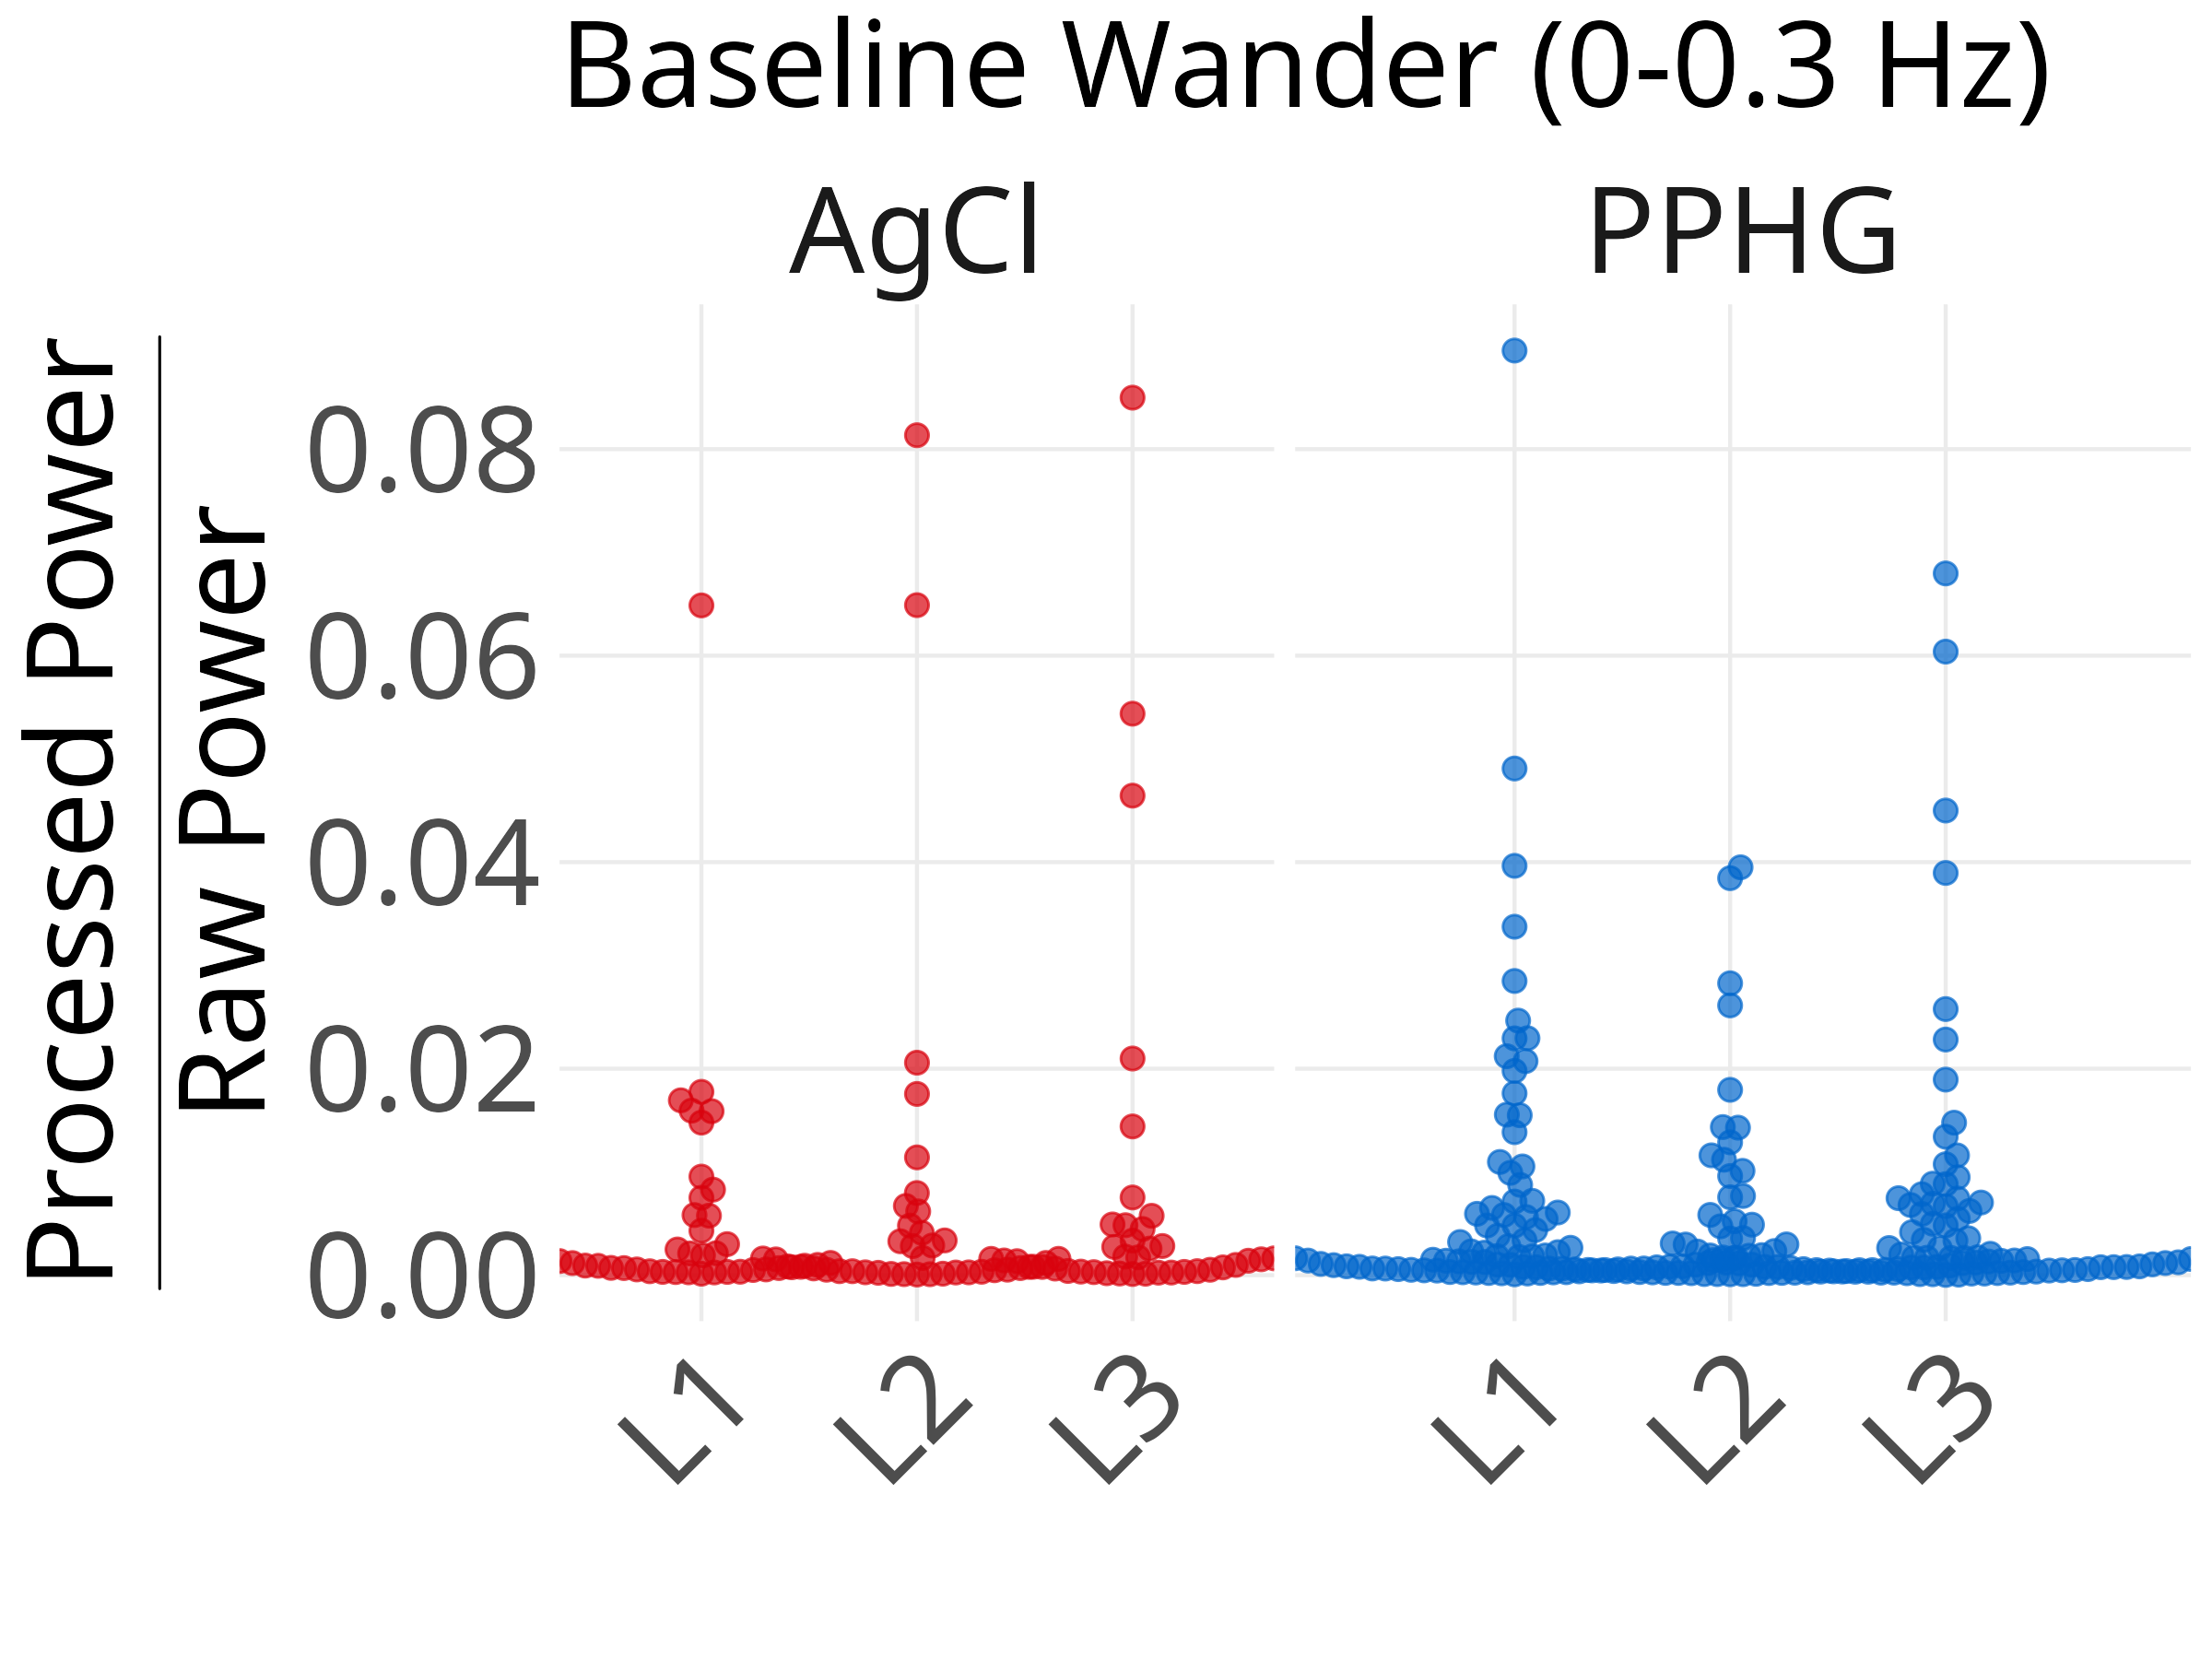 Baseline Wander (0-0.3 Hz)
AgCl
PPHG
Processed Power
Raw Power
0.08
0.06
0.04
0.02
0.00
L1
L2
L3
L1
L2
L3